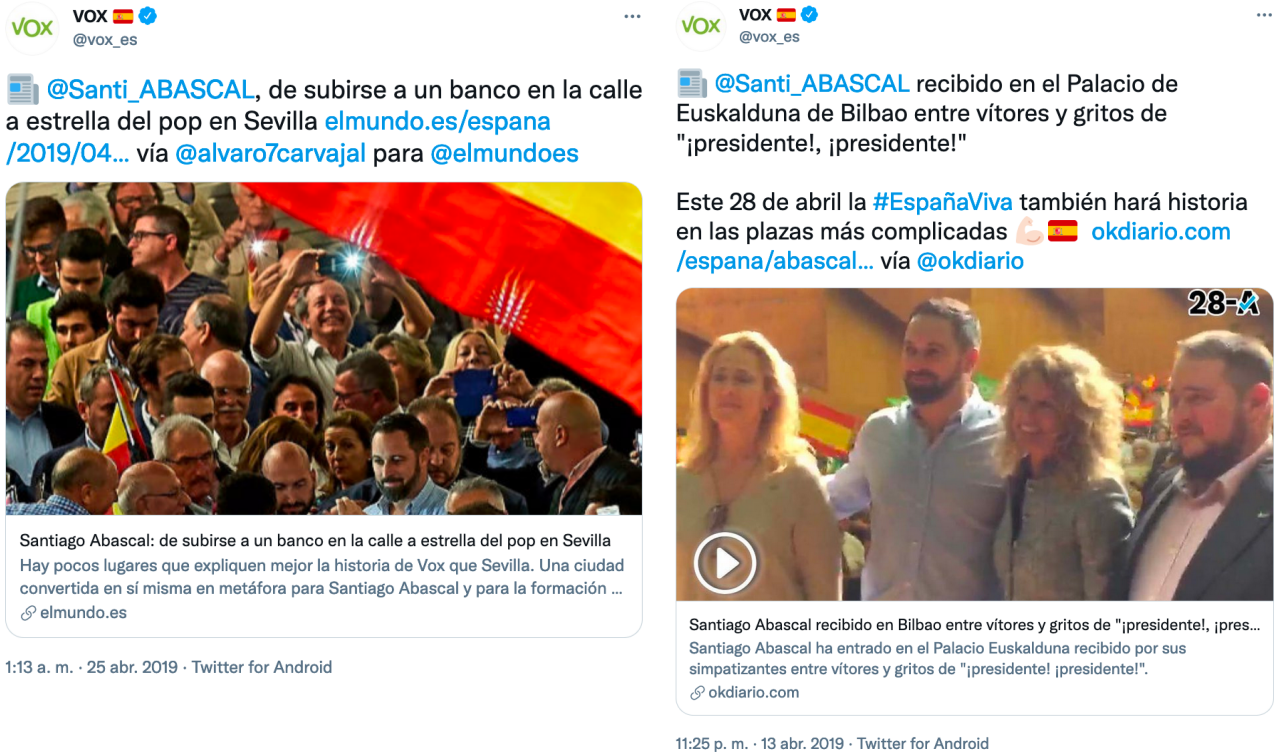 VOX
VOX
@vox_es
@Santi_ABASCAL, de subirse a un banco en la calle
a estrella del pop en Sevilla elmundo.es/espana
/2019/04... vía @alvaro7carvajal para @elmundoes
Santiago Abascal: de subirse a un banco en la calle a estrella del pop en Sevilla
Hay pocos lugares que expliquen mejor la historia de Vox que Sevilla. Una ciudad
convertida en sí misma en metáfora para Santiago Abascal y para la formación ...
elmundo.es
1:13 a. m. · 25 abr. 2019 · Twitter for Android
VOX
VOX
@vox_es
@Santi_ABASCAL recibido en el Palacio de
Euskalduna de Bilbao entre vítores y gritos de
"¡presidente!, ¡presidente!"
Este 28 de abril la #EspañaViva también hará historia
en las plazas más complicadas okdiario.com
/espana/abascal... vía @okdiario
28-A
Santiago Abascal recibido en Bilbao entre vítores y gritos de "¡presidente!, ¡pres...
Santiago Abascal ha entrado en el Palacio Euskalduna recibido por sus
simpatizantes entre vítores y gritos de "¡presidente! ¡presidente!".
okdiario.com
11:25 p. m. · 13 abr. 2019 · Twitter for Android